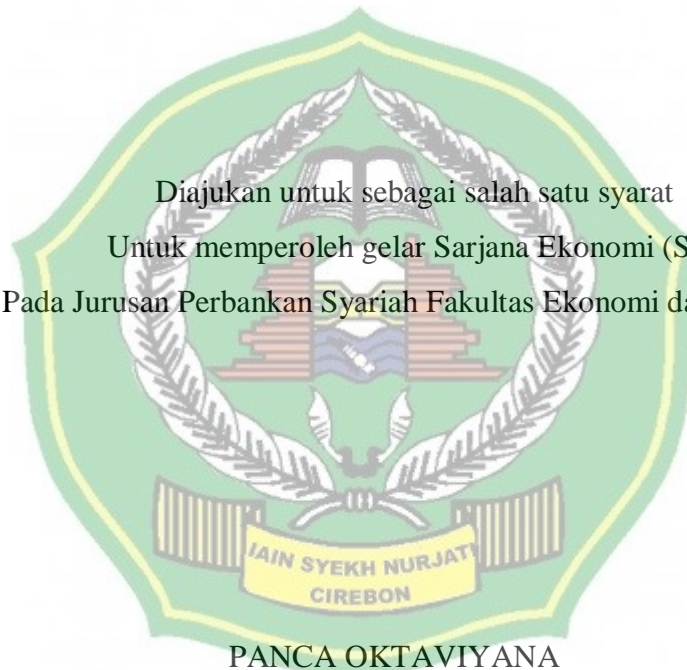 Diajukan untuk sebagai salah satu syarat
Untuk memperoleh gelar Sarjana Ekonomi (S
Pada Jurusan Perbankan Syariah Fakultas Ekonomi da
IAIN SYEKH NURJATI
CIREBON
PANCA OKTAVIYANA